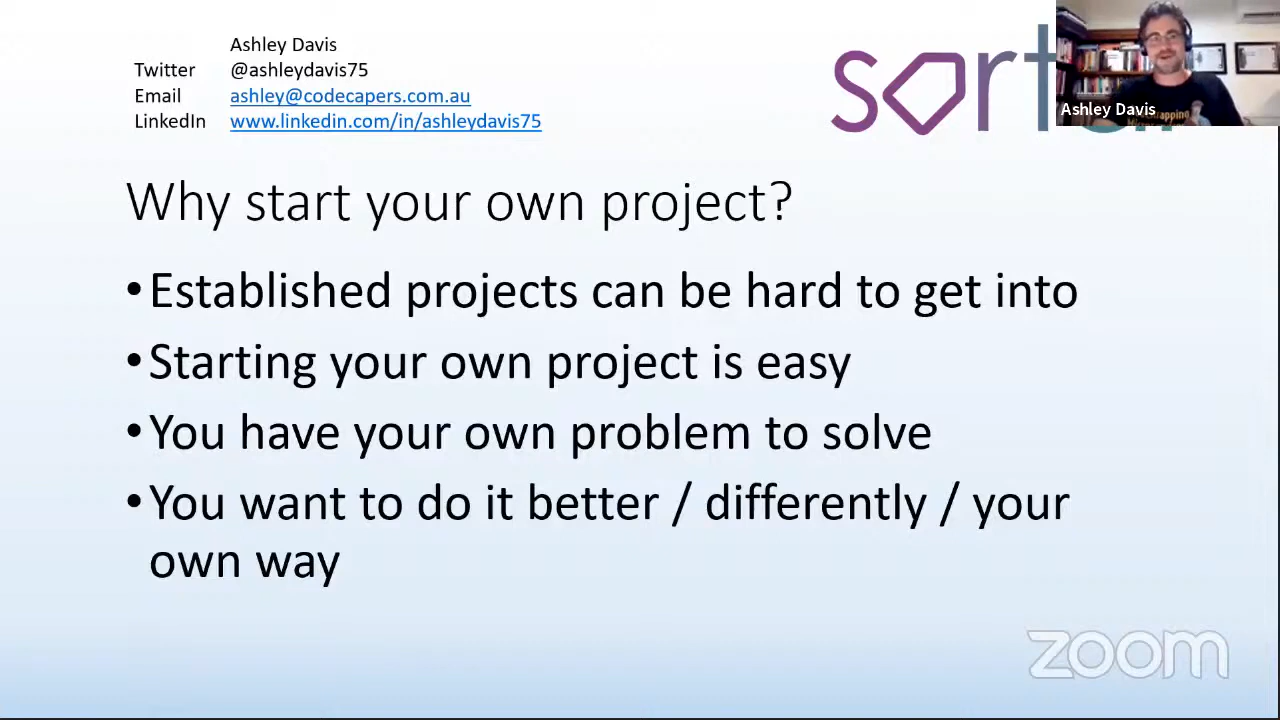 Ashley Davis
Twitter @ashleydavis75
Email ashley@codecapers.com.au
LinkedIn www.linkedin.com/in/ashleydavis75
Ashley Davis
Why start your own project?
•Established projects can be hard to get into
•Starting your own project is easy
•You have your own problem to solve
•You want to do it better / differently / your
own way
zoom